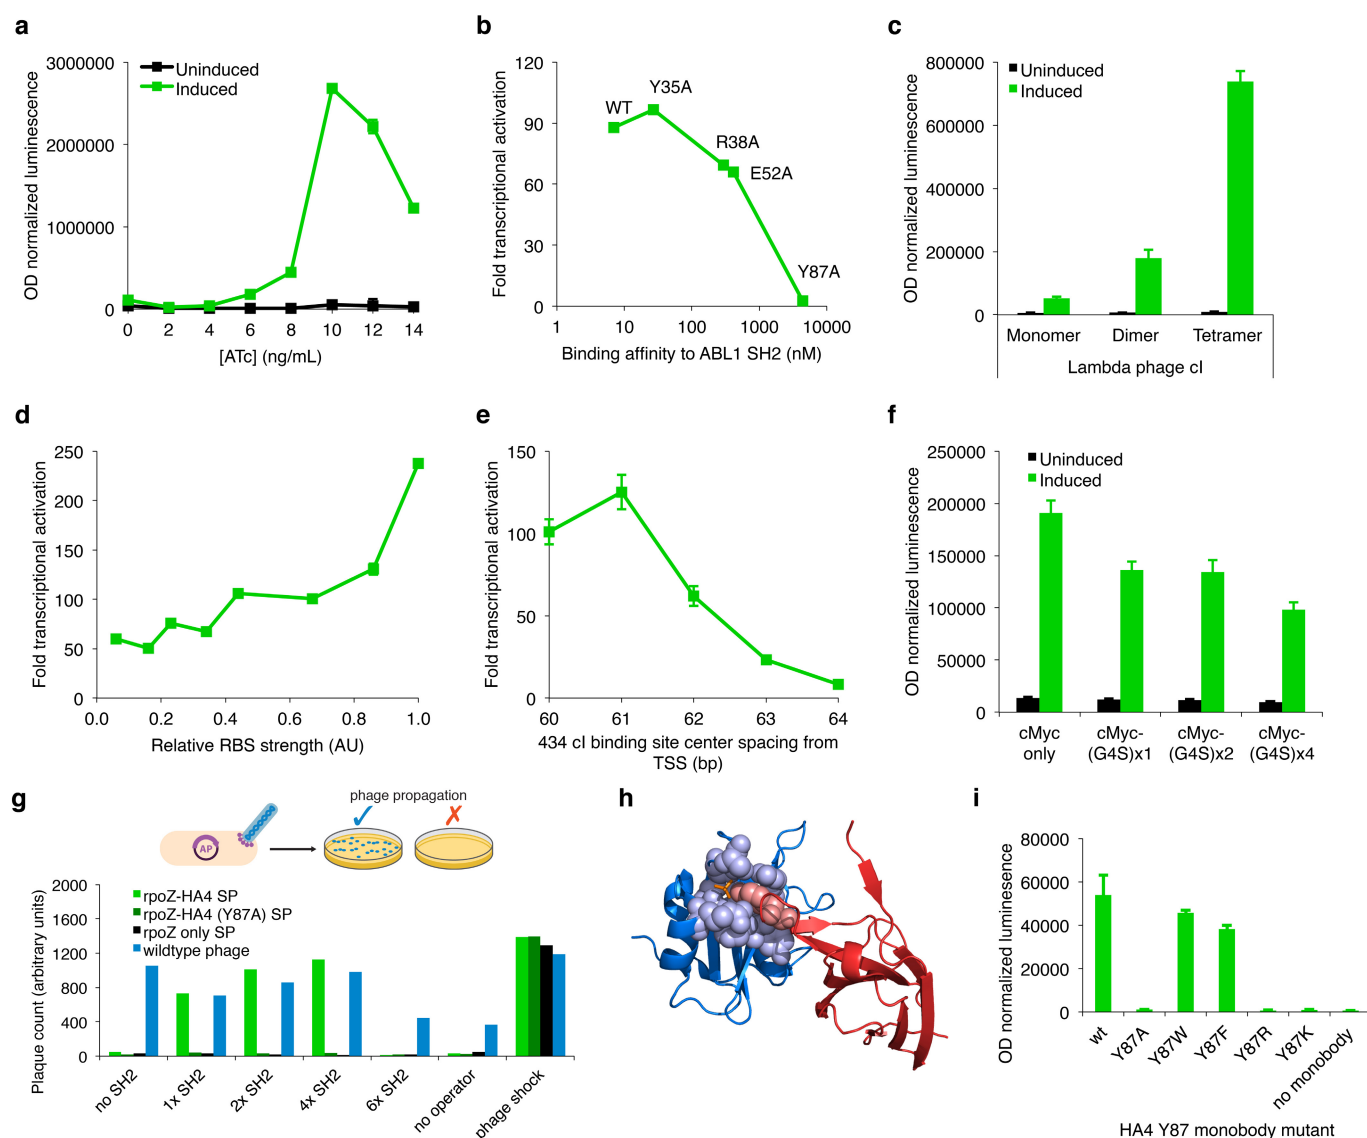 a
OD normalized luminescence
3000000
2000000
1000000
0
Uninduced
Induced
0 2 4 6 8 10 12 14
[ATc] (ng/mL)
b
Fold transcriptional activation
120
90
60
30
0
WT
Y35A
R38A
E52A
Y87A
1 10 100 1000 10000
Binding affinity to ABL1 SH2 (nM)
c
OD normalized luminescence
800000
600000
400000
200000
0
Uninduced
Induced
Monomer Dimer Tetramer
Lambda phage cI
d
Fold transcriptional activation
250
200
150
100
50
0
0.0 0.2 0.4 0.6 0.8 1.0
Relative RBS strength (AU)
e
Fold transcriptional activation
150
100
50
0
60 61 62 63 64
434 cI binding site center spacing from
TSS (bp)
f
OD normalized luminescence
250000
200000
150000
100000
50000
0
Uninduced
Induced
cMyc cMyc- cMyc- cMyc-
only (G4S)x1 (G4S)x2 (G4S)x4
g
phage propagation
AP
Plaque count (arbitrary units)
2000
1600
1200
800
400
0
rpoZ-HA4 SP
rpoZ-HA4 (Y87A) SP
rpoZ only SP
wildtype phage
no SH2
1x SH2
2x SH2
4x SH2
6x SH2
no operator
phage shock
h
i
OD normalized luminesence
80000
60000
40000
20000
0
wt
Y87A
Y87W
Y87F
Y87R
Y87K
no monobody
HA4 Y87 monobody mutant